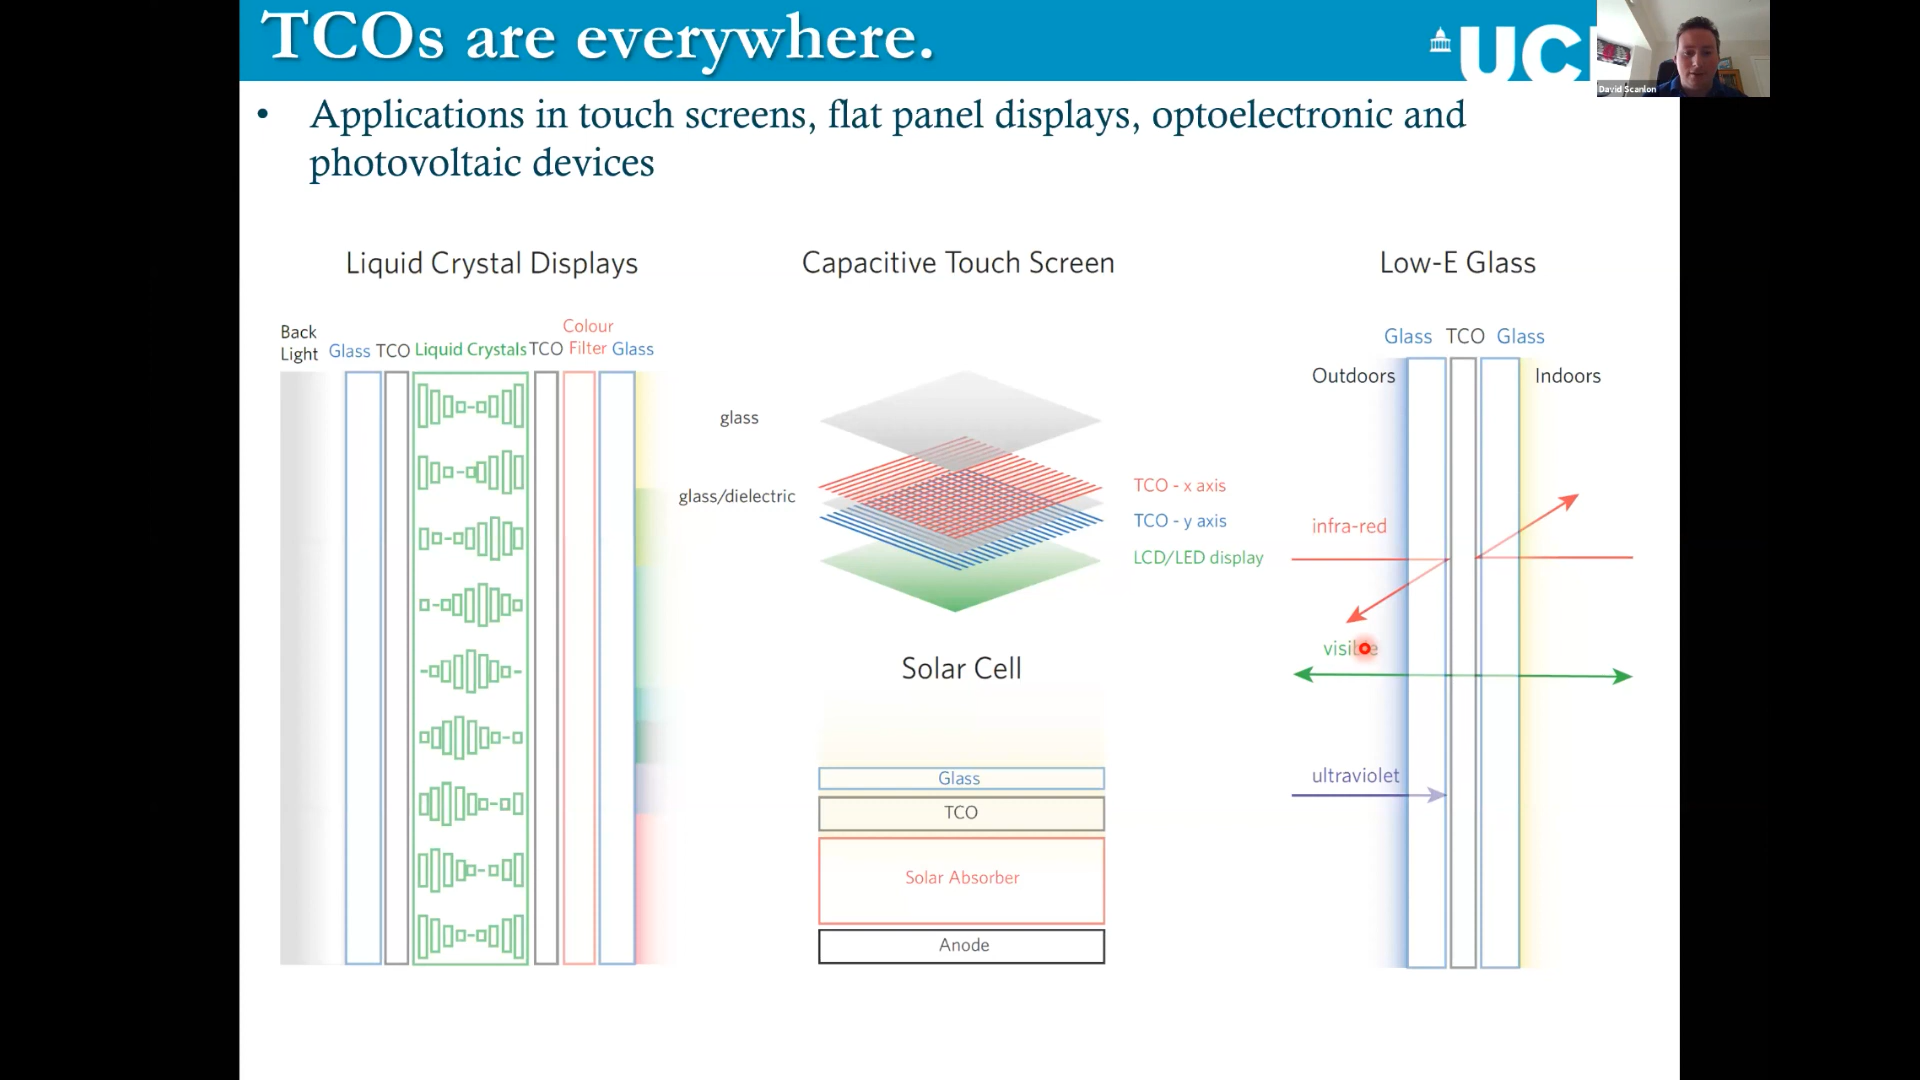 TCOs are everywhere.
UC
David Scanlon
• Applications in touch screens, flat panel displays, optoelectronic and
photovoltaic devices
Liquid Crystal Displays
Back
Light
Glass
TCO
Liquid Crystals
TCO
Colour
Filter
Glass
Capacitive Touch Screen
glass
glass/dielectric
TCO - x axis
TCO - y axis
LCD/LED display
Solar Cell
Glass
TCO
Solar Absorber
Anode
Low-E Glass
Glass
TCO
Glass
Outdoors
Indoors
infra-red
visible
ultraviolet